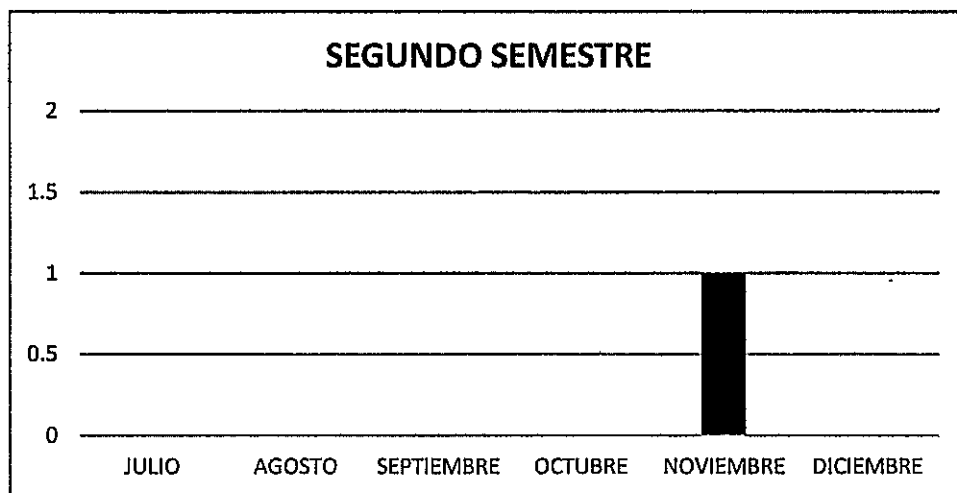 SEGUNDO SEMESTRE
2
1.5
1
0.5
0
JULIO AGOSTO SEPTIEMBRE OCTUBRE NOVIEMBRE DICIEMBRE